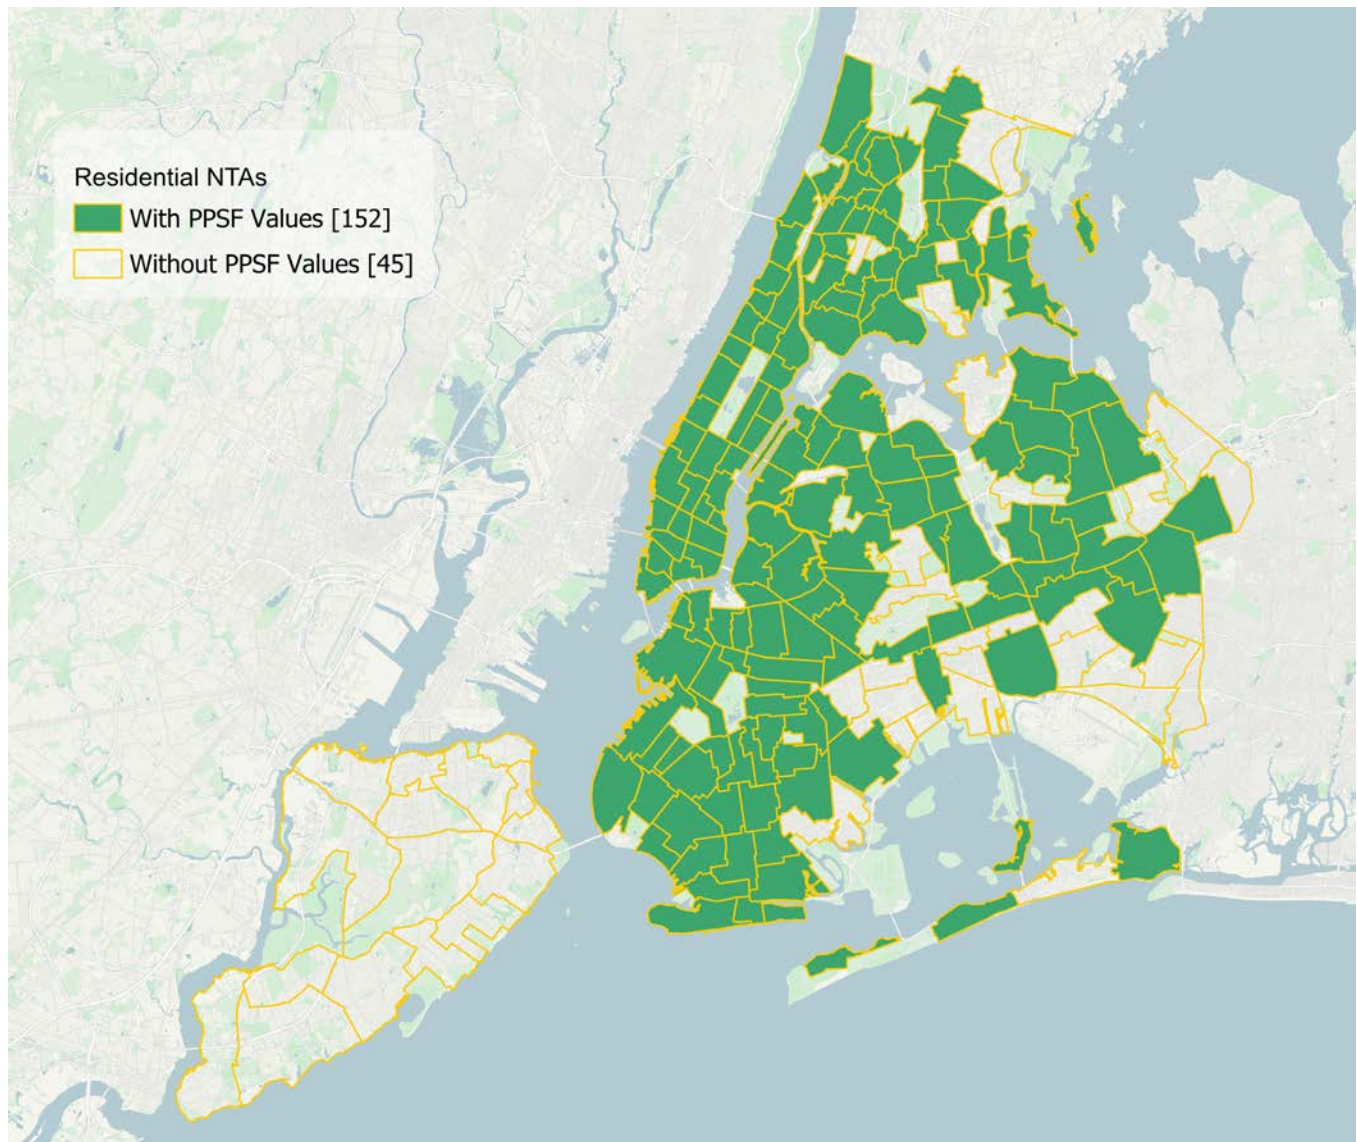 Residential NTAs
With PPSF Values [152]
Without PPSF Values [45]